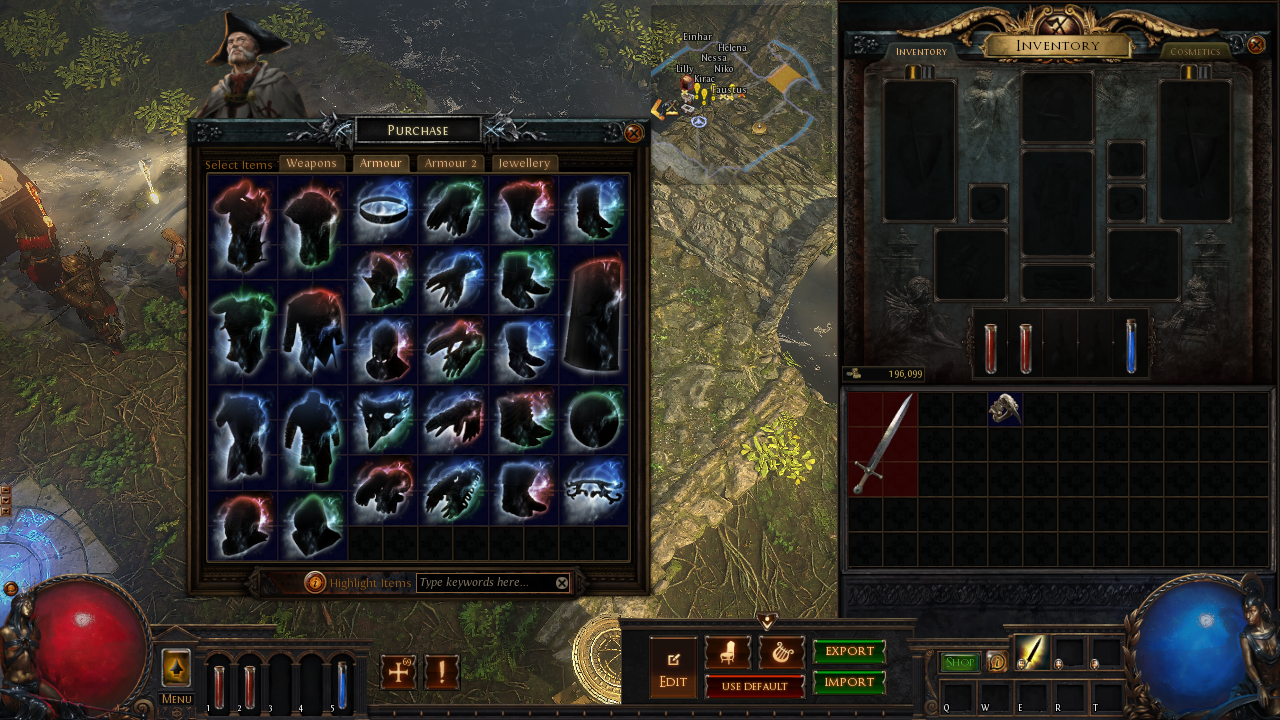 Einhar
Helena
Nessa
Lilly Niko
Kirac
Faustus
PURCHASE
Select Items Weapons Armour Armour 2 Jewellery
Highlight Items Type keywords here...
INVENTORY
INVENTORY
COSMETICS
196,099
MENU
1 2 3 4 5
69
EDIT
USE DEFAULT
EXPORT
IMPORT
SHOP
Q W E R T